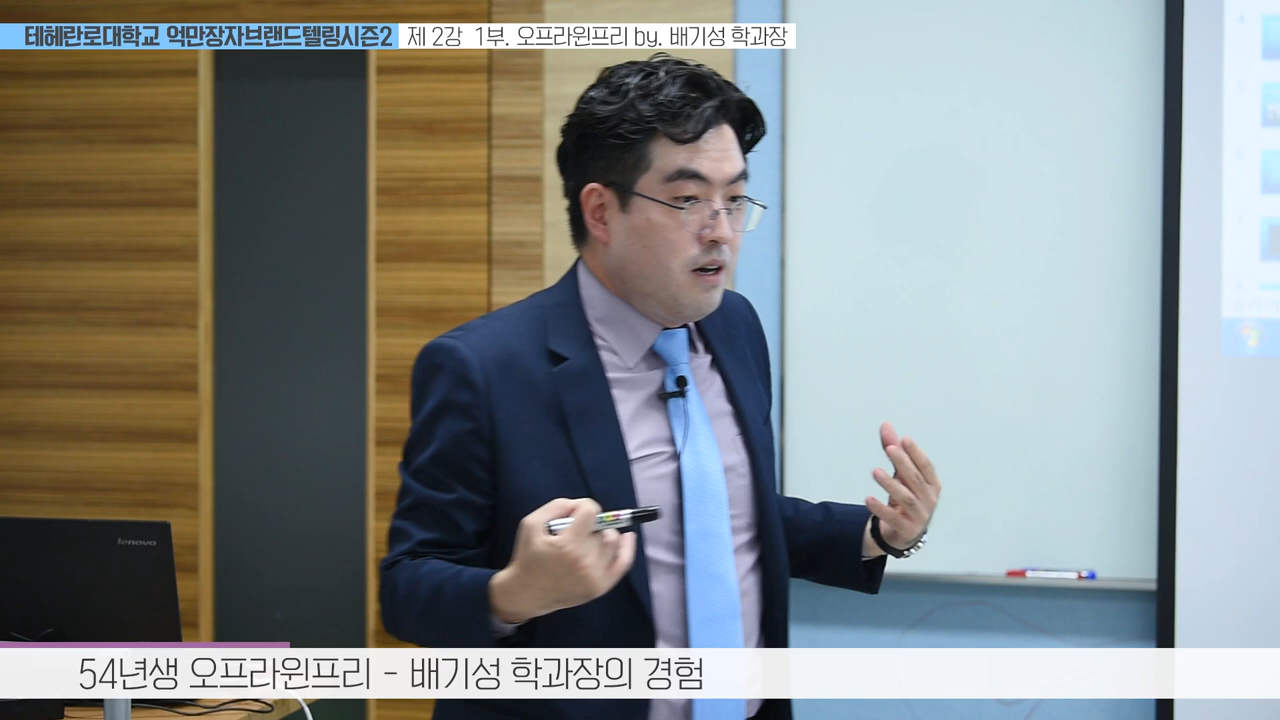 테헤란로대학교 억만장자브랜드텔링시즌2 제 2강 1부. 오프라윈프리 by. 배기성 학과장
lenovo
54년생 오프라윈프리 - 배기성 학과장의 경험